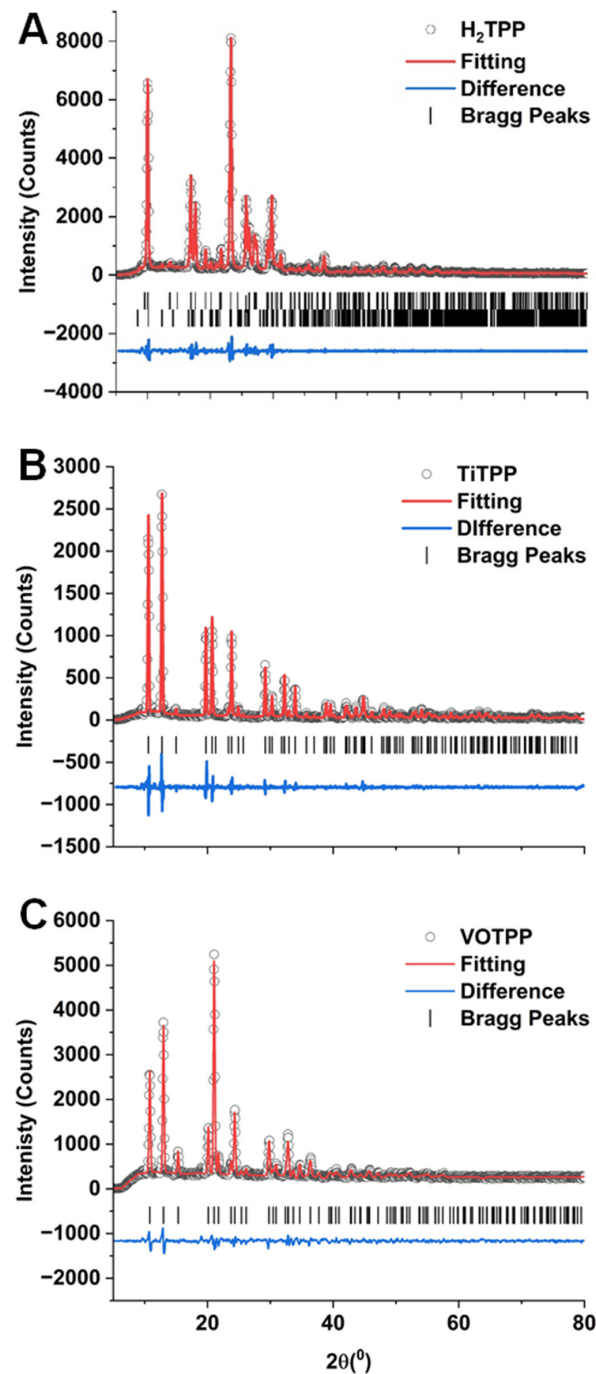 A
H2TPP
Fitting
Difference
Bragg Peaks
8000
6000
4000
2000
0
−2000
−4000
Intensity (Counts)
B
TiTPP
Fitting
DIfference
Bragg Peaks
3000
2500
2000
1500
1000
500
0
−500
−1000
−1500
Intensity (Counts)
C
VOTPP
Fitting
Difference
Bragg Peaks
6000
5000
4000
3000
2000
1000
0
−1000
−2000
Intenisty (Counts)
20 40 60 80
2θ(0)